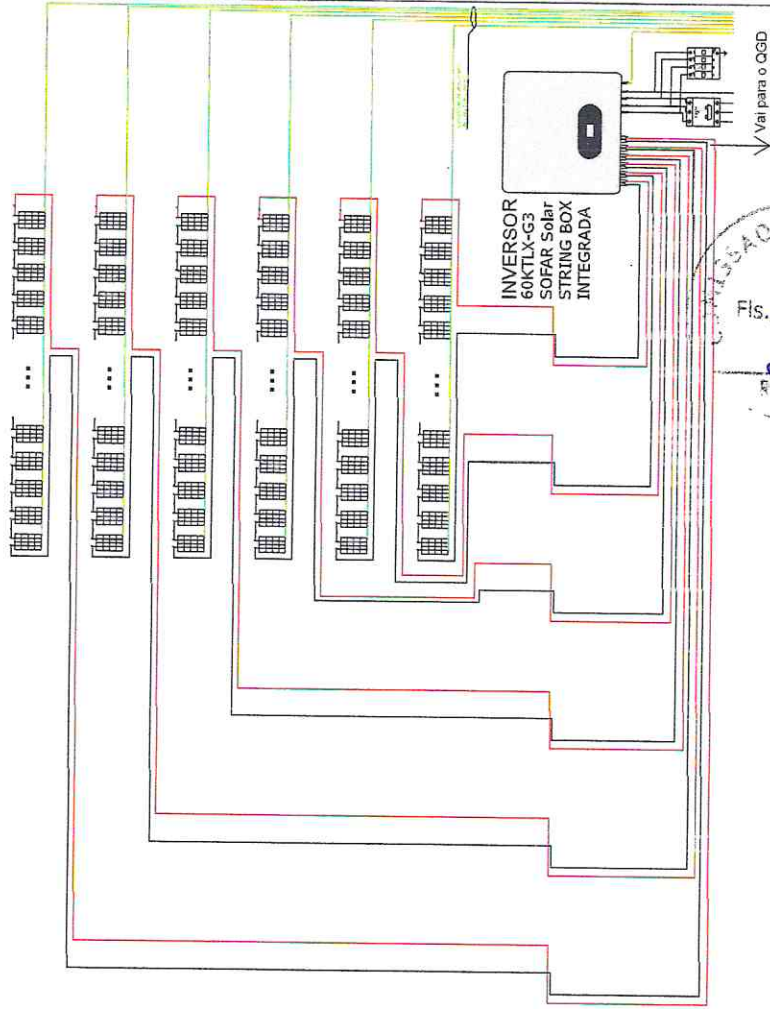 INVERSOR
60KTLX-G3
SOFAR Solar
STRING BOX
INTEGRADA
Vai para o QGD
Fls.